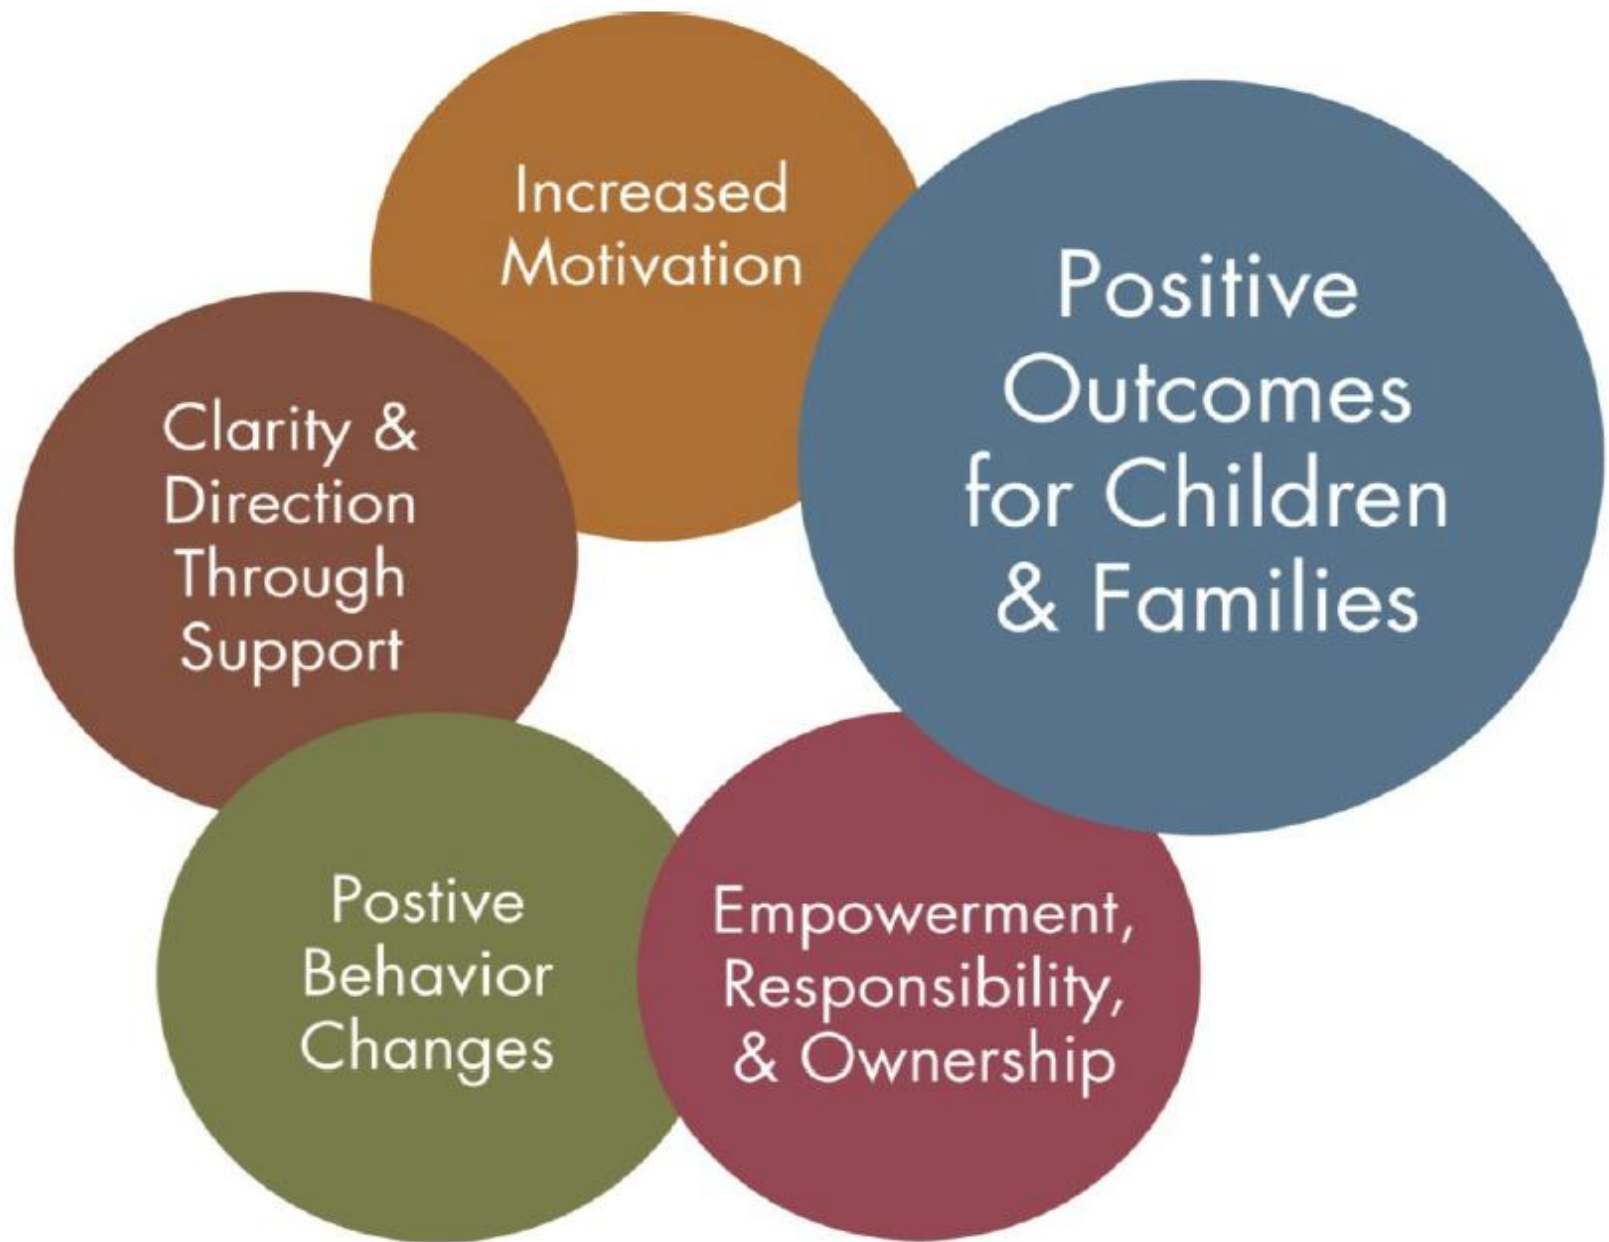 Increased
Motivation
Positive
Outcomes
for Children
& Families
Clarity &
Direction
Through
Support
Postive
Behavior
Changes
Empowerment,
Responsibility,
& Ownership